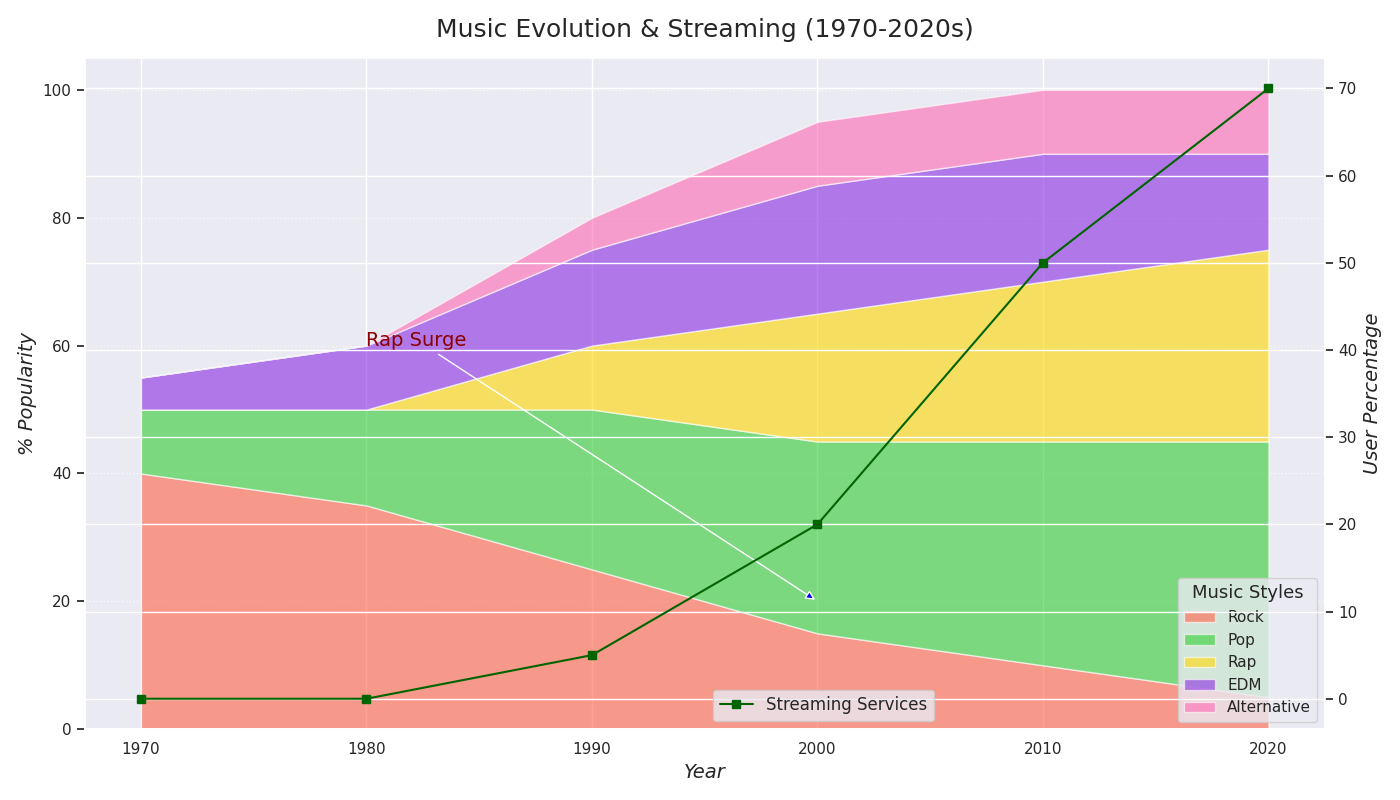 Music Evolution & Streaming (1970-2020s)
% Popularity
100
80
60
40
20
0
Rap Surge
70
60
50
40
30
20
10
0
User Percentage
Music Styles
Rock
Pop
Rap
EDM
Alternative
Streaming Services
1970 1980 1990 2000 2010 2020
Year